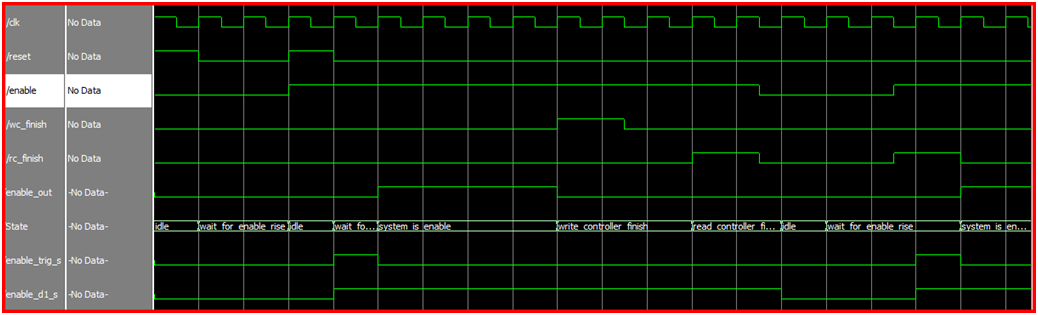 /clk No Data
/reset No Data
/enable No Data
/wc_finish No Data
/rc_finish No Data
enable_out -No Data-
State -No Data- idle wait_for_enable_rise idle wait_fo... system_is_enable write_controller_finish read_controller_fi... idle wait_for_enable_rise system_is_en...
enable_trig_s -No Data-
enable_d1_s -No Data-